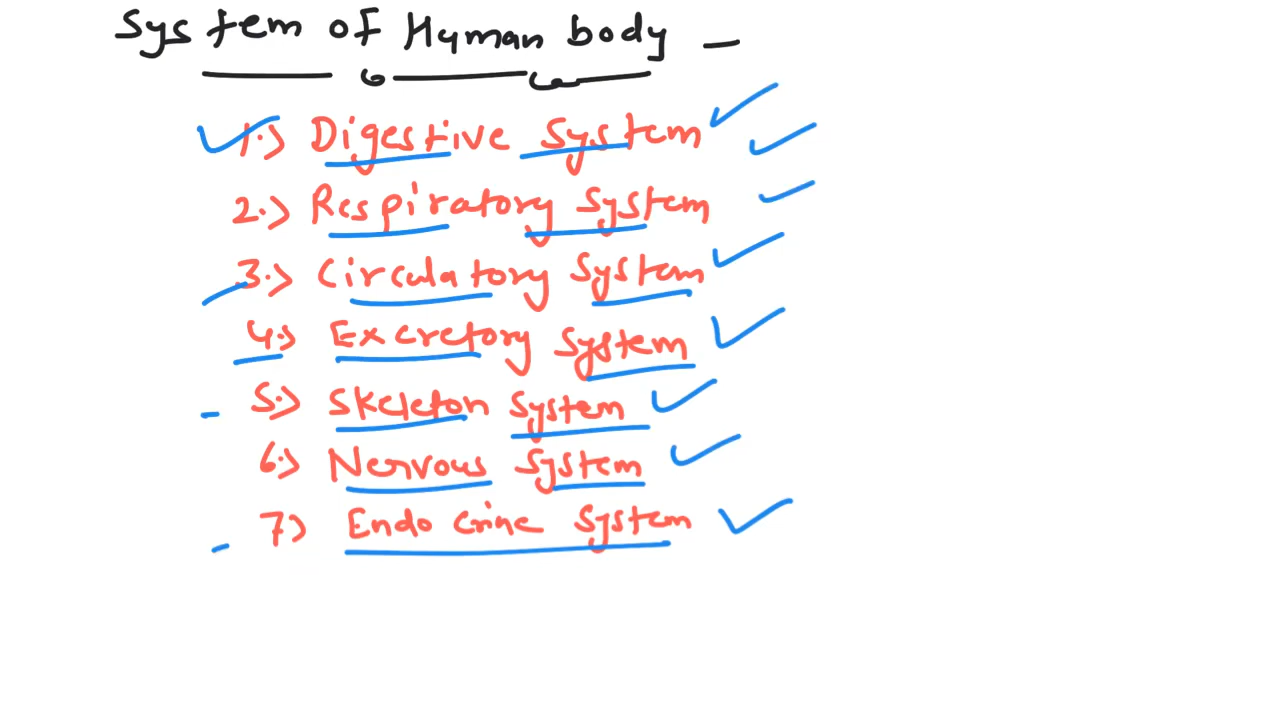 System of Human body -
1.) Digestive System
2.) Respiratory System
3.) Circulatory System
4.) Excretory System
5.) Skeleton System
6.) Nervous System
7) Endo crine System